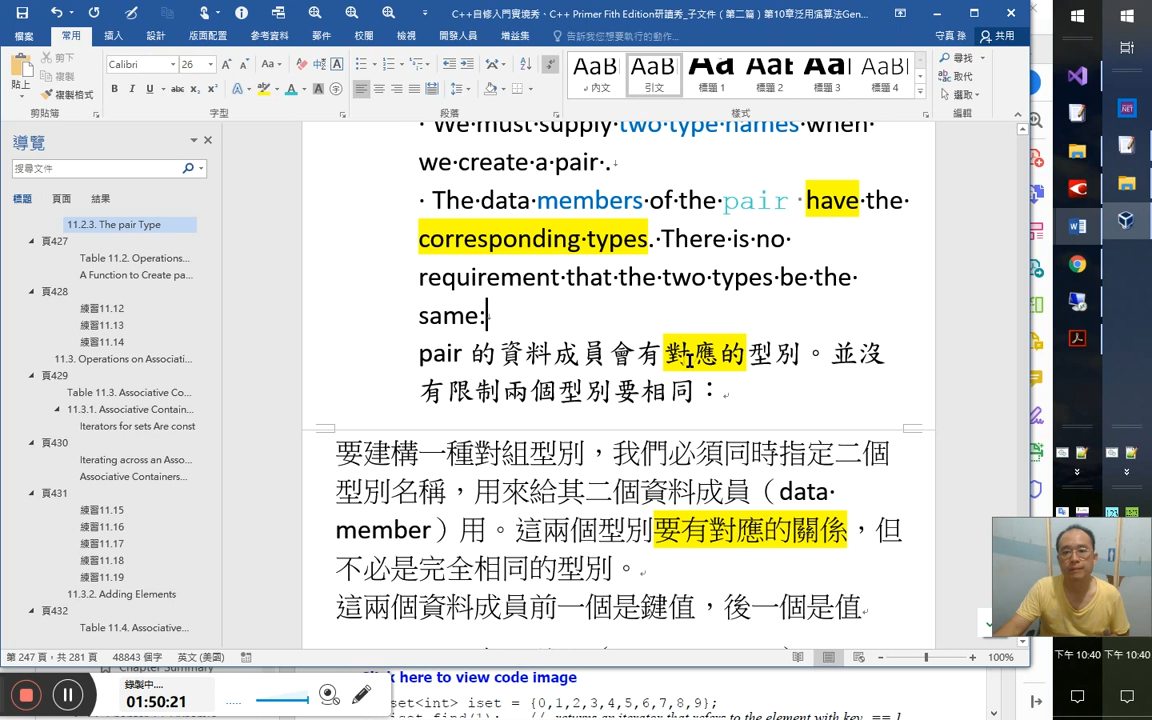 C++自修入門實境秀、C++ Primer Fith Edition研讀秀_子文件（第二篇）第10章泛用演算法Gen...
檔案 常用 插入 設計 版面配置 參考資料 郵件 校閱 檢視 開發人員 增益集 告訴我您想要執行的動作... 守真 孫 共用
貼上 剪下 複製 複製格式
Calibri 26
AaB AaBb Aa AaB AaB AaBb
內文 引文 標題 1 標題 2 標題 3 標題 4
尋找 取代 選取
剪貼簿 字型 段落 樣式 編輯
導覽
搜尋文件
標題 頁面 結果
11.2.3. The pair Type
頁427
Table 11.2. Operations...
A Function to Create pa...
頁428
練習11.12
練習11.13
練習11.14
11.3. Operations on Associati...
頁429
Table 11.3. Associative Co...
11.3.1. Associative Contain...
Iterators for sets Are const
頁430
Iterating across an Asso...
Associative Containers...
頁431
練習11.15
練習11.16
練習11.17
練習11.18
練習11.19
11.3.2. Adding Elements
頁432
Table 11.4. Associative...
· We must supply two type names when
we create a pair .
· The data members of the pair have the
corresponding types. There is no
requirement that the two types be the
same:
pair 的資料成員會有對應的型別。並沒
有限制兩個型別要相同：
要建構一種對組型別，我們必須同時指定二個
型別名稱，用來給其二個資料成員（data
member）用。這兩個型別要有對應的關係，但
不必是完全相同的型別。
這兩個資料成員前一個是鍵值，後一個是值
第 247 頁，共 281 頁 48843 個字 英文 (美國) 100%
Chapter Summary
here to view code image
set<int> iset = {0,1,2,3,4,5,6,7,8,9};
iset.find(1); // returns an iterator that refers to the element with key == 1
錄製中...
01:50:21
下午 10:40 下午 10:40